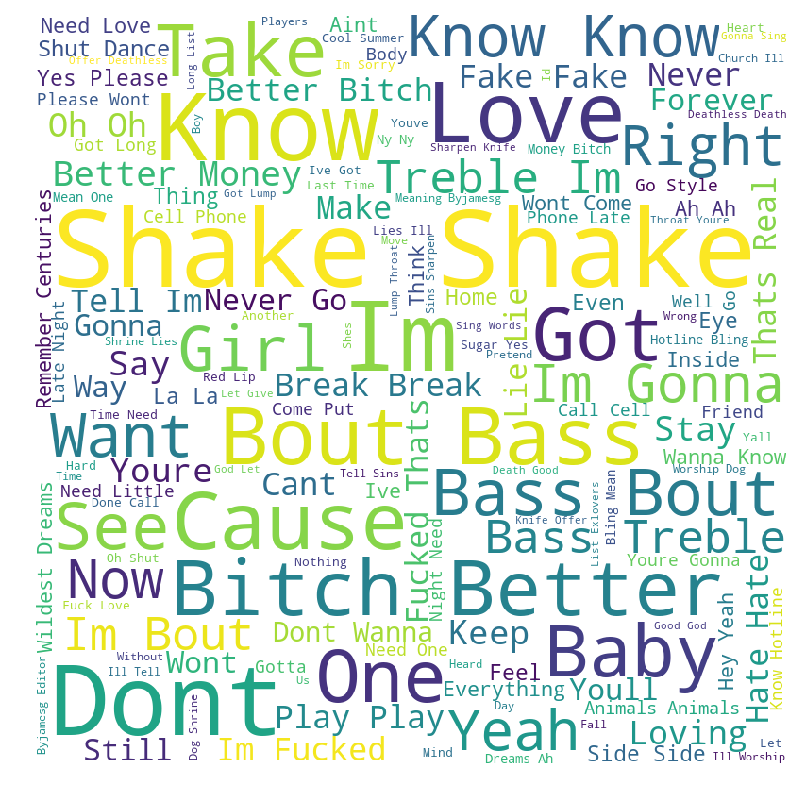 Need Love
Take
Players
Aint
Cool Summer
Know Know
Heart
Gonna Sing
Shut Dance
Offer Deathless
Long List
Im Sorry
Body
Church Ill
Yes Please
Better Bitch
Fake Fake
Id
Never
Please Wont
Know
Love
Forever
Oh Oh
Boy
Youve
Deathless Death
Got Long
Ny Ny
Sharpen Knife
Money Bitch
Right
Better Money
Ive Got
Last Time
Treble Im
Go Style
Mean One
Thing
Got Lump
Meaning Byjamesg
Wont Come
Cell Phone
Make
Phone Late
Ah Ah
Throat Youre
Remember Centuries
Shake Shake
Lies Ill
Move
Lump Throat
Think
Sins Sharpen
Thats Real
Tell Im
Never Go
Home
Even
Well Go
Late Night
Gonna
Another
Girl
Im
Sing Words
Lie Lie
Got
Wrong
Eye
Shrine Lies
Shes
Sugar Yes
Hotline Bling
Say
Pretend
Inside
Way
La La
Red Lip
Let Give
Break Break
Im Gonna
Time Need
Come Put
Call Cell
Friend
Want
Bout
Bass
Stay
Yall
Wanna Know
Hard
Time
Youre
God Let
Tell Sins
Death Good
Worship Dog
Need Little
Cant
Ive
Fucked Thats
Bass
Bout
List Exlovers
Bling Mean
Wildest Dreams
Done Call
See
Cause
Knife Offer
Night Need
Bass
Treble
Oh Shut
Nothing
Youre Gonna
Now
Bitch
Better
Hate Hate
Fuck Love
Im Bout
Dont Wanna
Keep
Need One
Baby
Good God
Hey Yeah
Know Hotline
Byjamesg Editor
Without
Wont
Gotta
One
Heard
Feel
Ill Tell
Us
Everything
Youll
Dont
Dog Shrine
Play Play
Day
Yeah
Animals Animals
Fall
Loving
Still
Im Fucked
Nind
Dreams Ah
Side Side
Let
Ill Worship